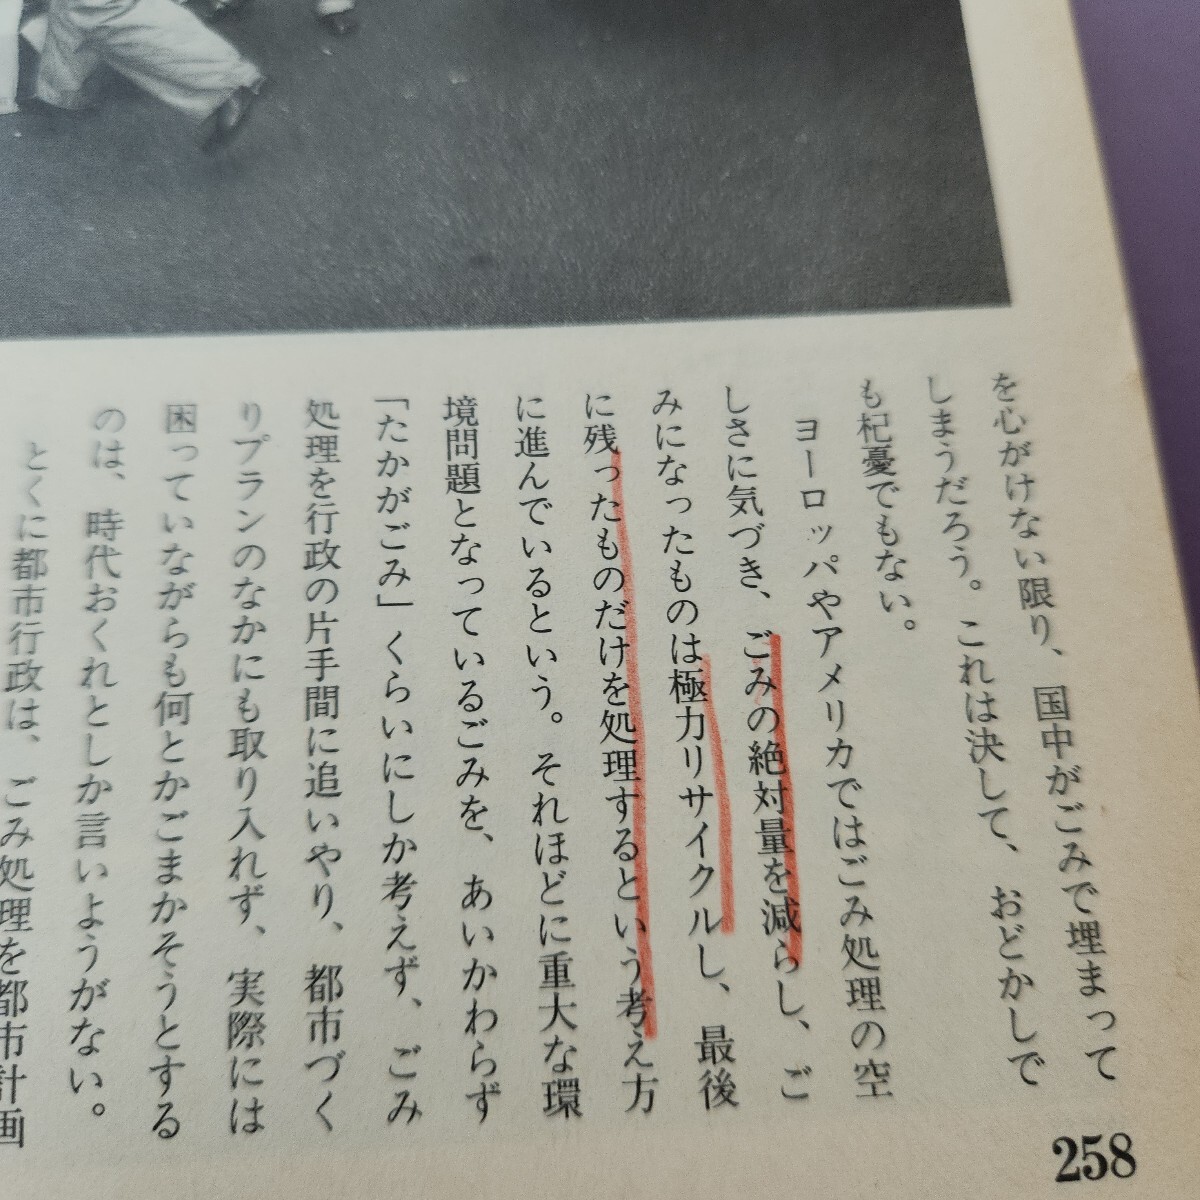 を心がけない限り、国中がごみで埋まって
しまうだろう。これは決して、おどかしで
も杞憂でもない。
ヨーロッパやアメリカではごみ処理の空
しさに気づき、ごみの絶対量を減らし、ご
みになったものは極力リサイクルし、最後
に残ったものだけを処理するという考え方
に進んでいるという。それほどに重大な環
境問題となっているごみを、あいかわらず
「たかがごみ」くらいにしか考えず、ごみ
処理を行政の片手間に追いやり、都市づく
りプランのなかにも取り入れず、実際には
困っていながらも何とかごまかそうとする
のは、時代おくれとしか言いようがない。
とくに都市行政は、ごみ処理を都市計画
258